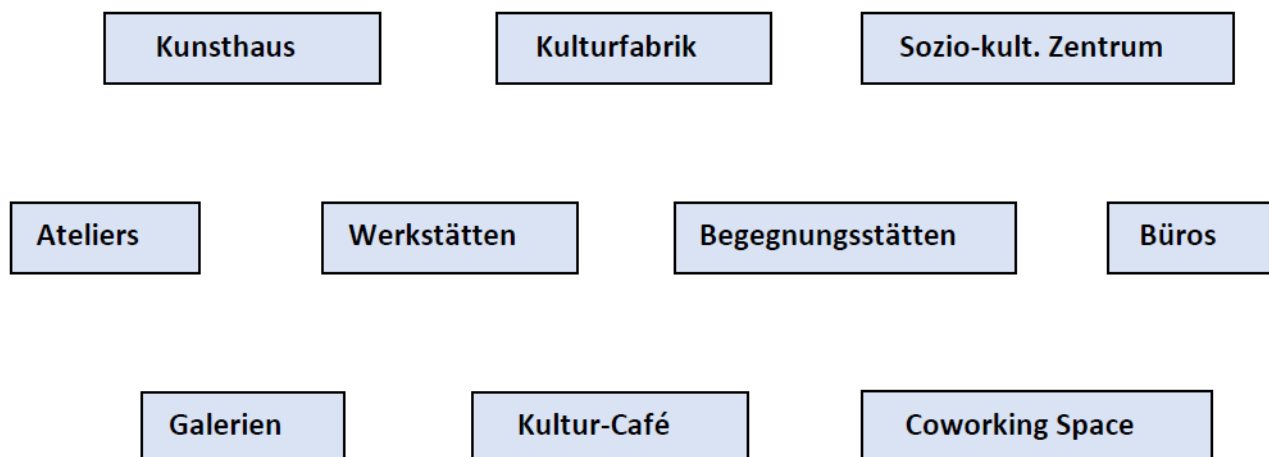 Kunsthaus Kulturfabrik Sozio-kult. Zentrum
Ateliers Werkstätten Begegnungsstätten Büros
Galerien Kultur-Café Coworking Space